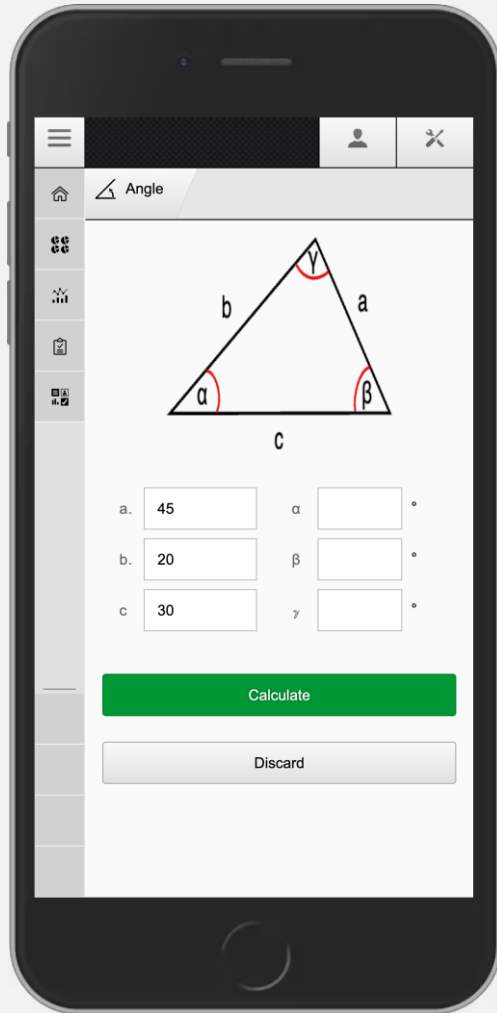 Angle
γ
b
a
α
β
c
a. 45 α °
b. 20 β °
c 30 γ °
Calculate
Discard